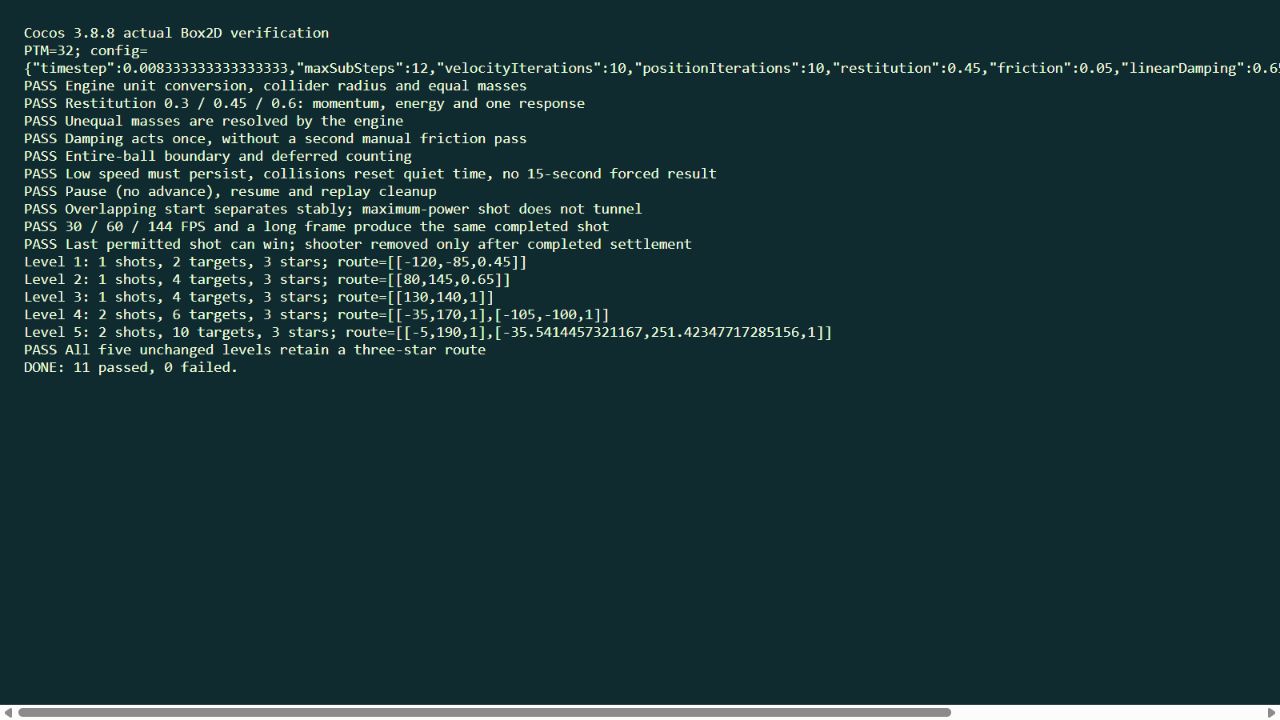 Cocos 3.8.8 actual Box2D verification
PTM=32; config=
{"timestep":0.008333333333333333,"maxSubSteps":12,"velocityIterations":10,"positionIterations":10,"restitution":0.45,"friction":0.05,"linearDamping":0.6
PASS Engine unit conversion, collider radius and equal masses
PASS Restitution 0.3 / 0.45 / 0.6: momentum, energy and one response
PASS Unequal masses are resolved by the engine
PASS Damping acts once, without a second manual friction pass
PASS Entire-ball boundary and deferred counting
PASS Low speed must persist, collisions reset quiet time, no 15-second forced result
PASS Pause (no advance), resume and replay cleanup
PASS Overlapping start separates stably; maximum-power shot does not tunnel
PASS 30 / 60 / 144 FPS and a long frame produce the same completed shot
PASS Last permitted shot can win; shooter removed only after completed settlement
Level 1: 1 shots, 2 targets, 3 stars; route=[[-120,-85,0.45]]
Level 2: 1 shots, 4 targets, 3 stars; route=[[80,145,0.65]]
Level 3: 1 shots, 4 targets, 3 stars; route=[[130,140,1]]
Level 4: 2 shots, 6 targets, 3 stars; route=[[-35,170,1],[-105,-100,1]]
Level 5: 2 shots, 10 targets, 3 stars; route=[[-5,190,1],[-35.5414457321167,251.42347717285156,1]]
PASS All five unchanged levels retain a three-star route
DONE: 11 passed, 0 failed.